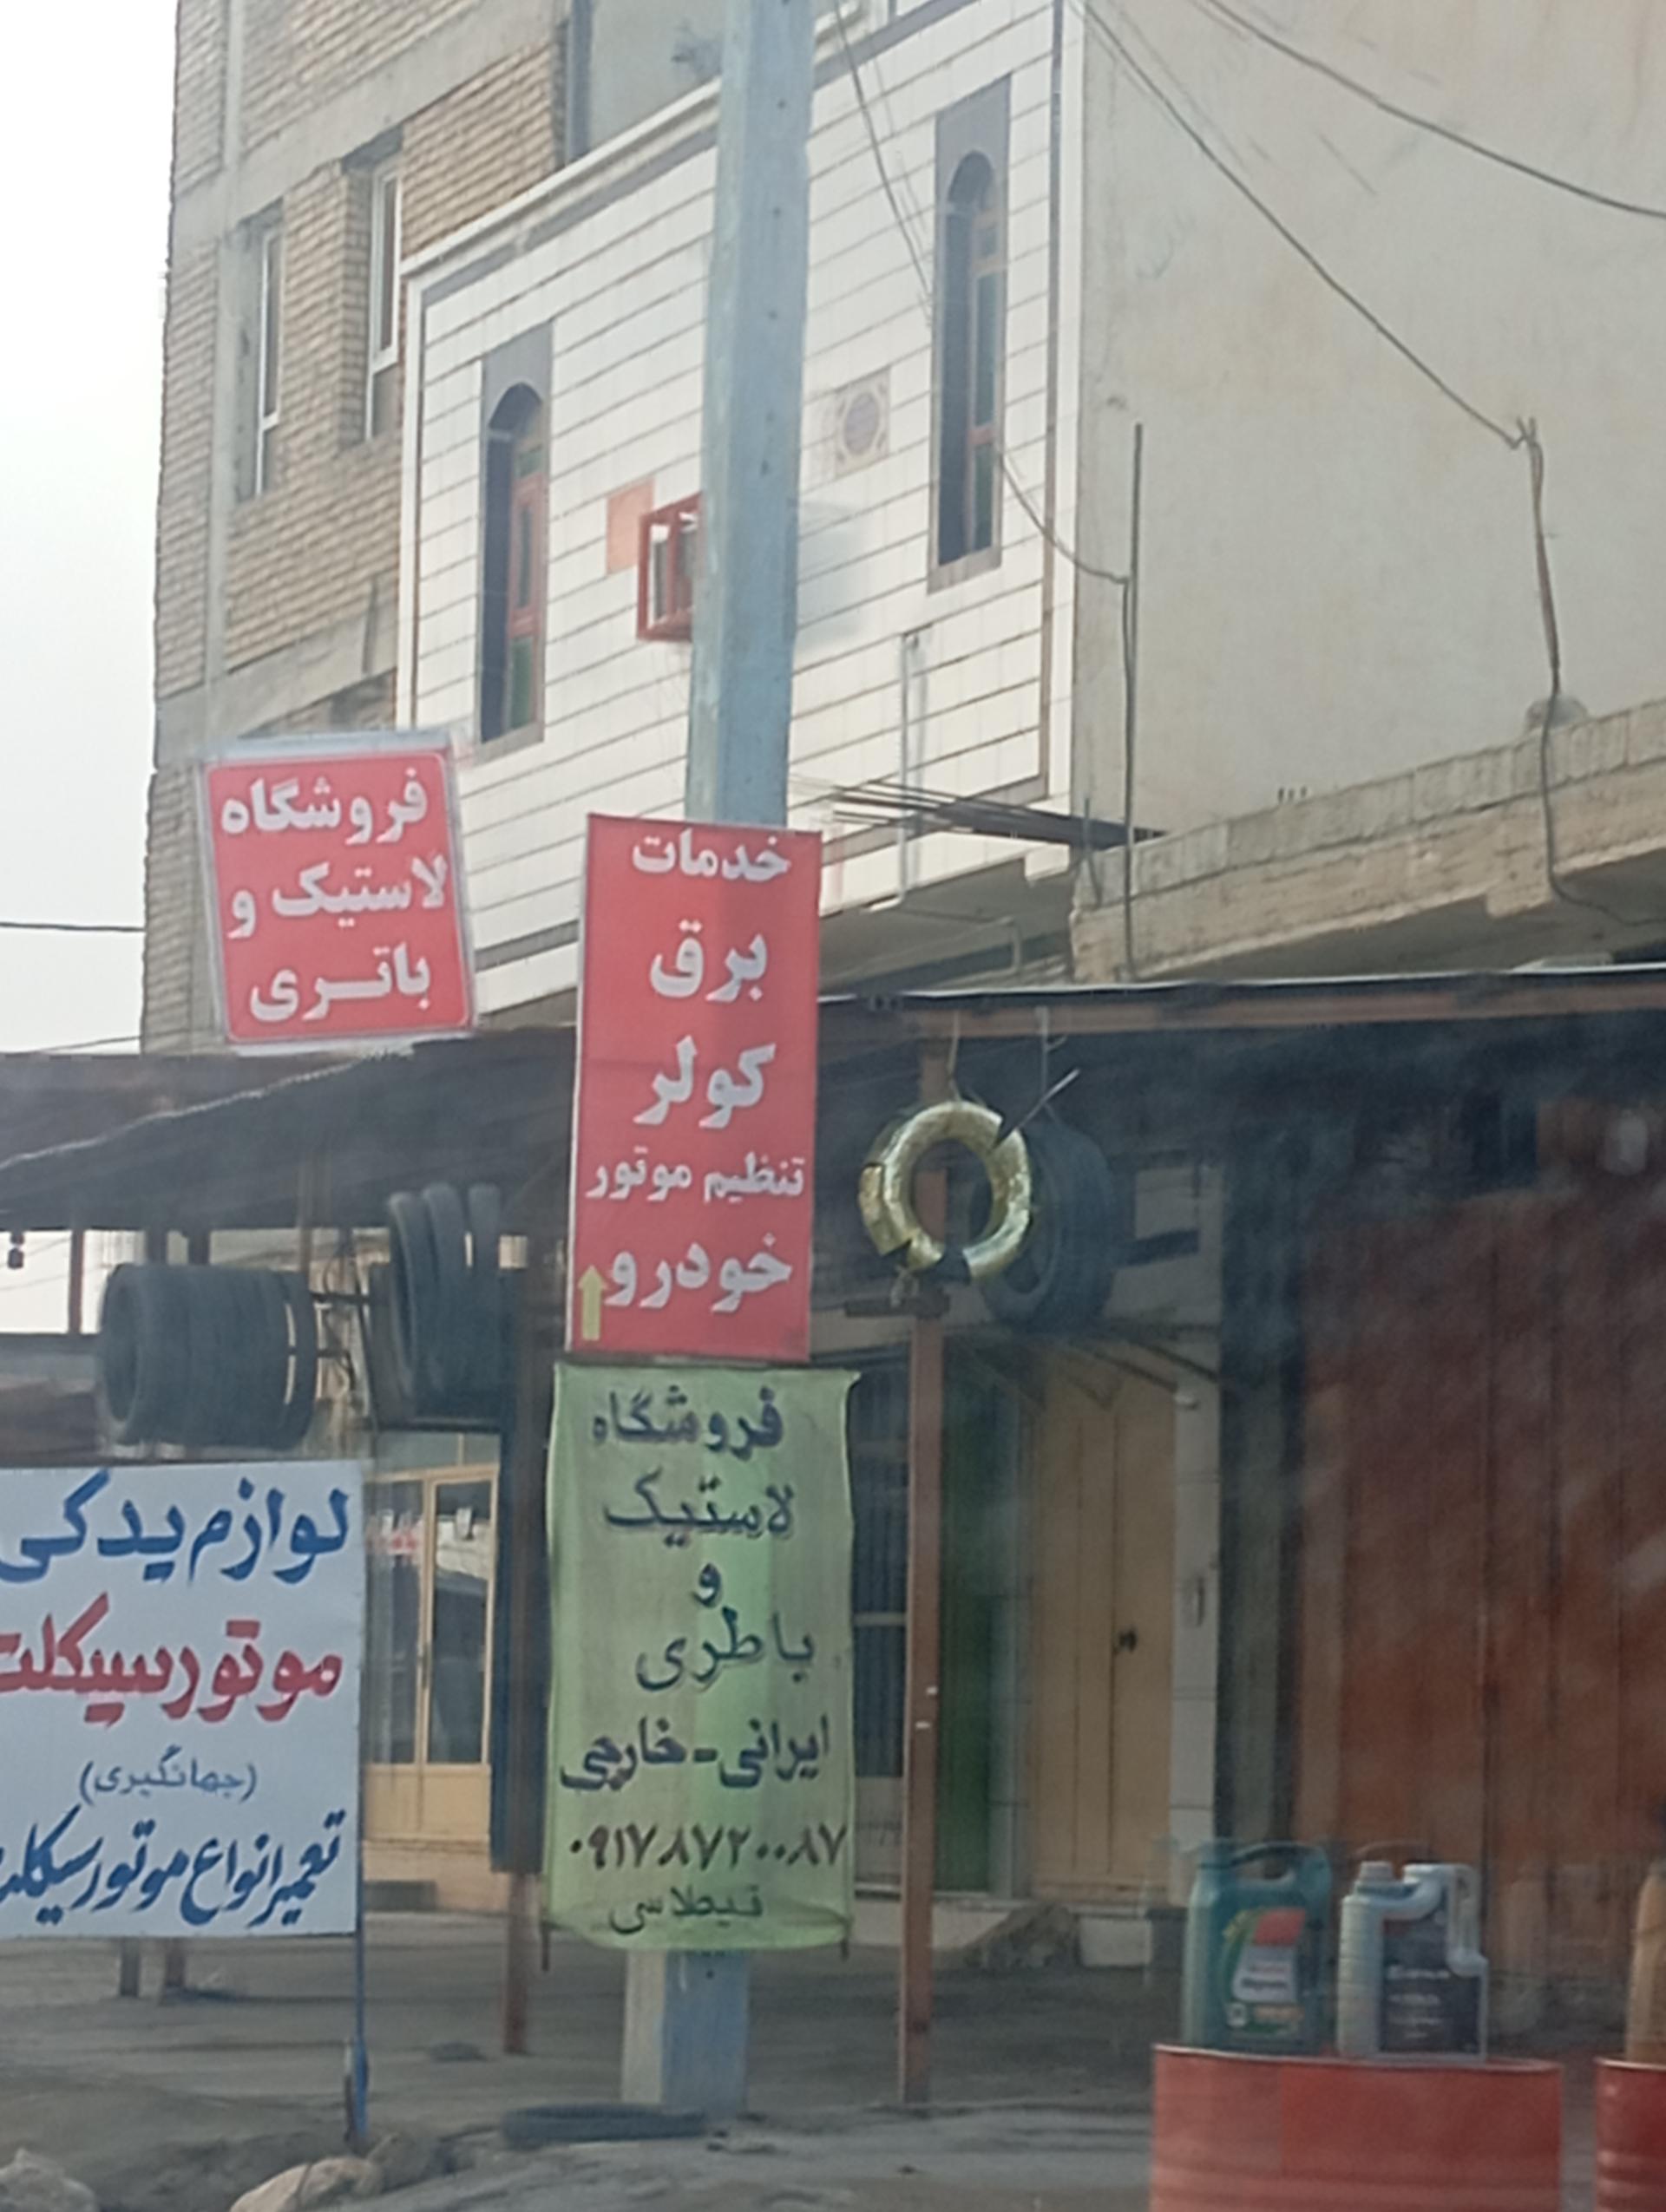 فروشگاه
لاستیک و
باتری
خدمات
برق
کولر
تنظیم موتور
خودرو
فروشگاه
لاستیک
و
باطری
ایرانی-خارجی
۰۹۱۷۸۷۲۰۰۸۷
لوازم یدکی
موتورسیکلت
(جهانگیری)
تعمیر انواع موتورسیکلت